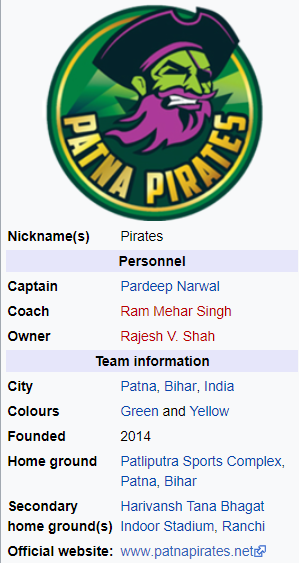 PATNA PIRATES
Nickname(s) Pirates
Personnel
Captain Pardeep Narwal
Coach Ram Mehar Singh
Owner Rajesh V. Shah
Team information
City Patna, Bihar, India
Colours Green and Yellow
Founded 2014
Home ground Patliputra Sports Complex,
Patna, Bihar
Secondary Harivansh Tana Bhagat
home ground(s) Indoor Stadium, Ranchi
Official website: www.patnapirates.net